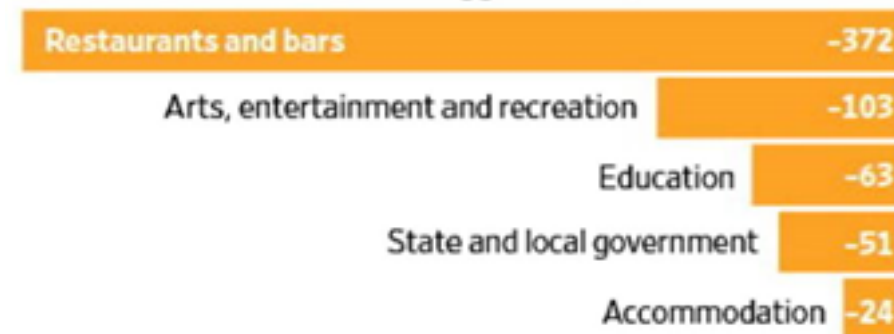 Restaurants and bars -372
Arts, entertainment and recreation -103
Education -63
State and local government -51
Accommodation -24